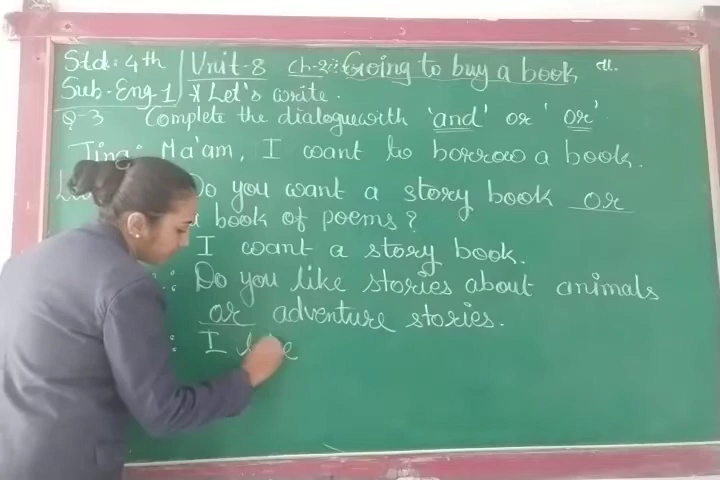 Std: 4th Unit-8 ch-2: Going to buy a book
Sub-Eng-1 * Let's write.
Q-3 Complete the dialogue with 'and' or 'or'
Tina: Ma'am, I want to borrow a book.
Do you want a story book or
a book of poems?
I want a story book.
: Do you like stories about animals
or adventure stories.
: I like